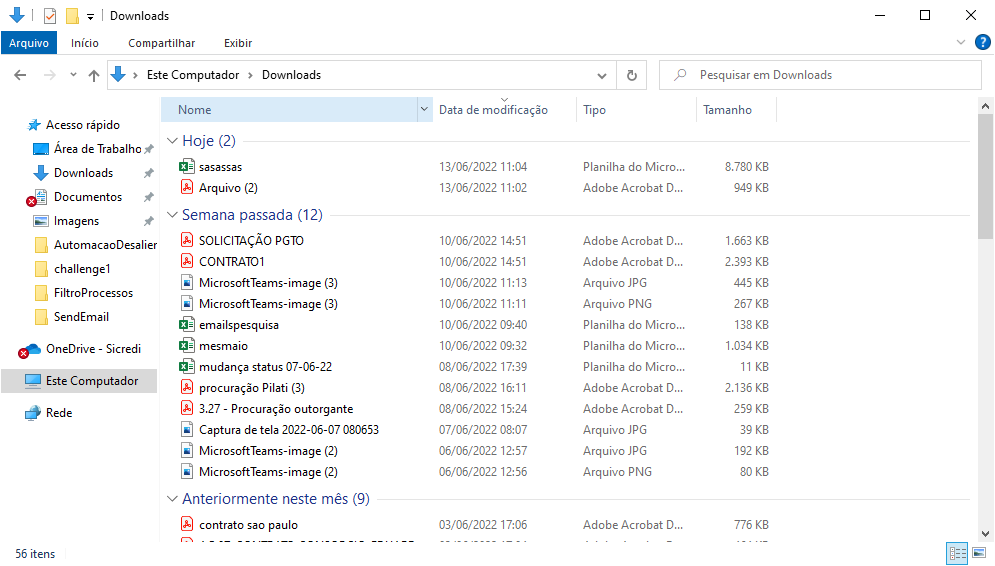 Downloads
Arquivo Início Compartilhar Exibir
Este Computador Downloads Pesquisar em Downloads
Nome Data de modificação Tipo Tamanho
Acesso rápido
Área de Trabalho
Downloads
Documentos
Imagens
AutomacaoDesalier
challenge1
FiltroProcessos
SendEmail
OneDrive - Sicredi
Este Computador
Rede
Hoje (2)
sasassas 13/06/2022 11:04 Planilha do Micro... 8.780 KB
Arquivo (2) 13/06/2022 11:02 Adobe Acrobat D... 949 KB
Semana passada (12)
SOLICITAÇÃO PGTO 10/06/2022 14:51 Adobe Acrobat D... 1.663 KB
CONTRATO1 10/06/2022 14:51 Adobe Acrobat D... 2.393 KB
MicrosoftTeams-image (3) 10/06/2022 11:13 Arquivo JPG 445 KB
MicrosoftTeams-image (3) 10/06/2022 11:11 Arquivo PNG 267 KB
emailspesquisa 10/06/2022 09:40 Planilha do Micro... 138 KB
mesmaio 10/06/2022 09:32 Planilha do Micro... 1.034 KB
mudança status 07-06-22 08/06/2022 17:39 Planilha do Micro... 11 KB
procuração Pilati (3) 08/06/2022 16:11 Adobe Acrobat D... 2.136 KB
3.27 - Procuração outorgante 08/06/2022 15:24 Adobe Acrobat D... 259 KB
Captura de tela 2022-06-07 080653 07/06/2022 08:07 Arquivo JPG 39 KB
MicrosoftTeams-image (2) 06/06/2022 12:57 Arquivo JPG 192 KB
MicrosoftTeams-image (2) 06/06/2022 12:56 Arquivo PNG 80 KB
Anteriormente neste mês (9)
contrato sao paulo 03/06/2022 17:06 Adobe Acrobat D... 776 KB
56 itens